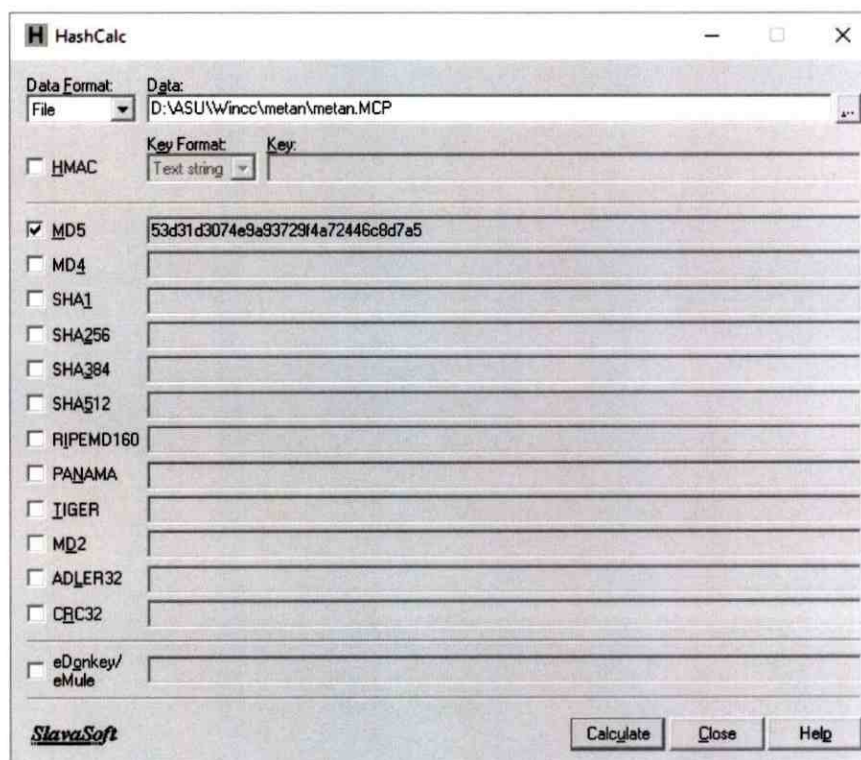 H HashCalc
Data Format: Data:
File D:\ASU\Wincc\metan\metan.MCP ...
Key Format: Key:
HMAC Text string
MD5 53d31d3074e9a93729f4a72446c8d7a5
MD4
SHA1
SHA256
SHA384
SHA512
RIPEMD160
PANAMA
TIGER
MD2
ADLER32
CRC32
eDonkey/
eMule
SlavaSoft Calculate Close Help